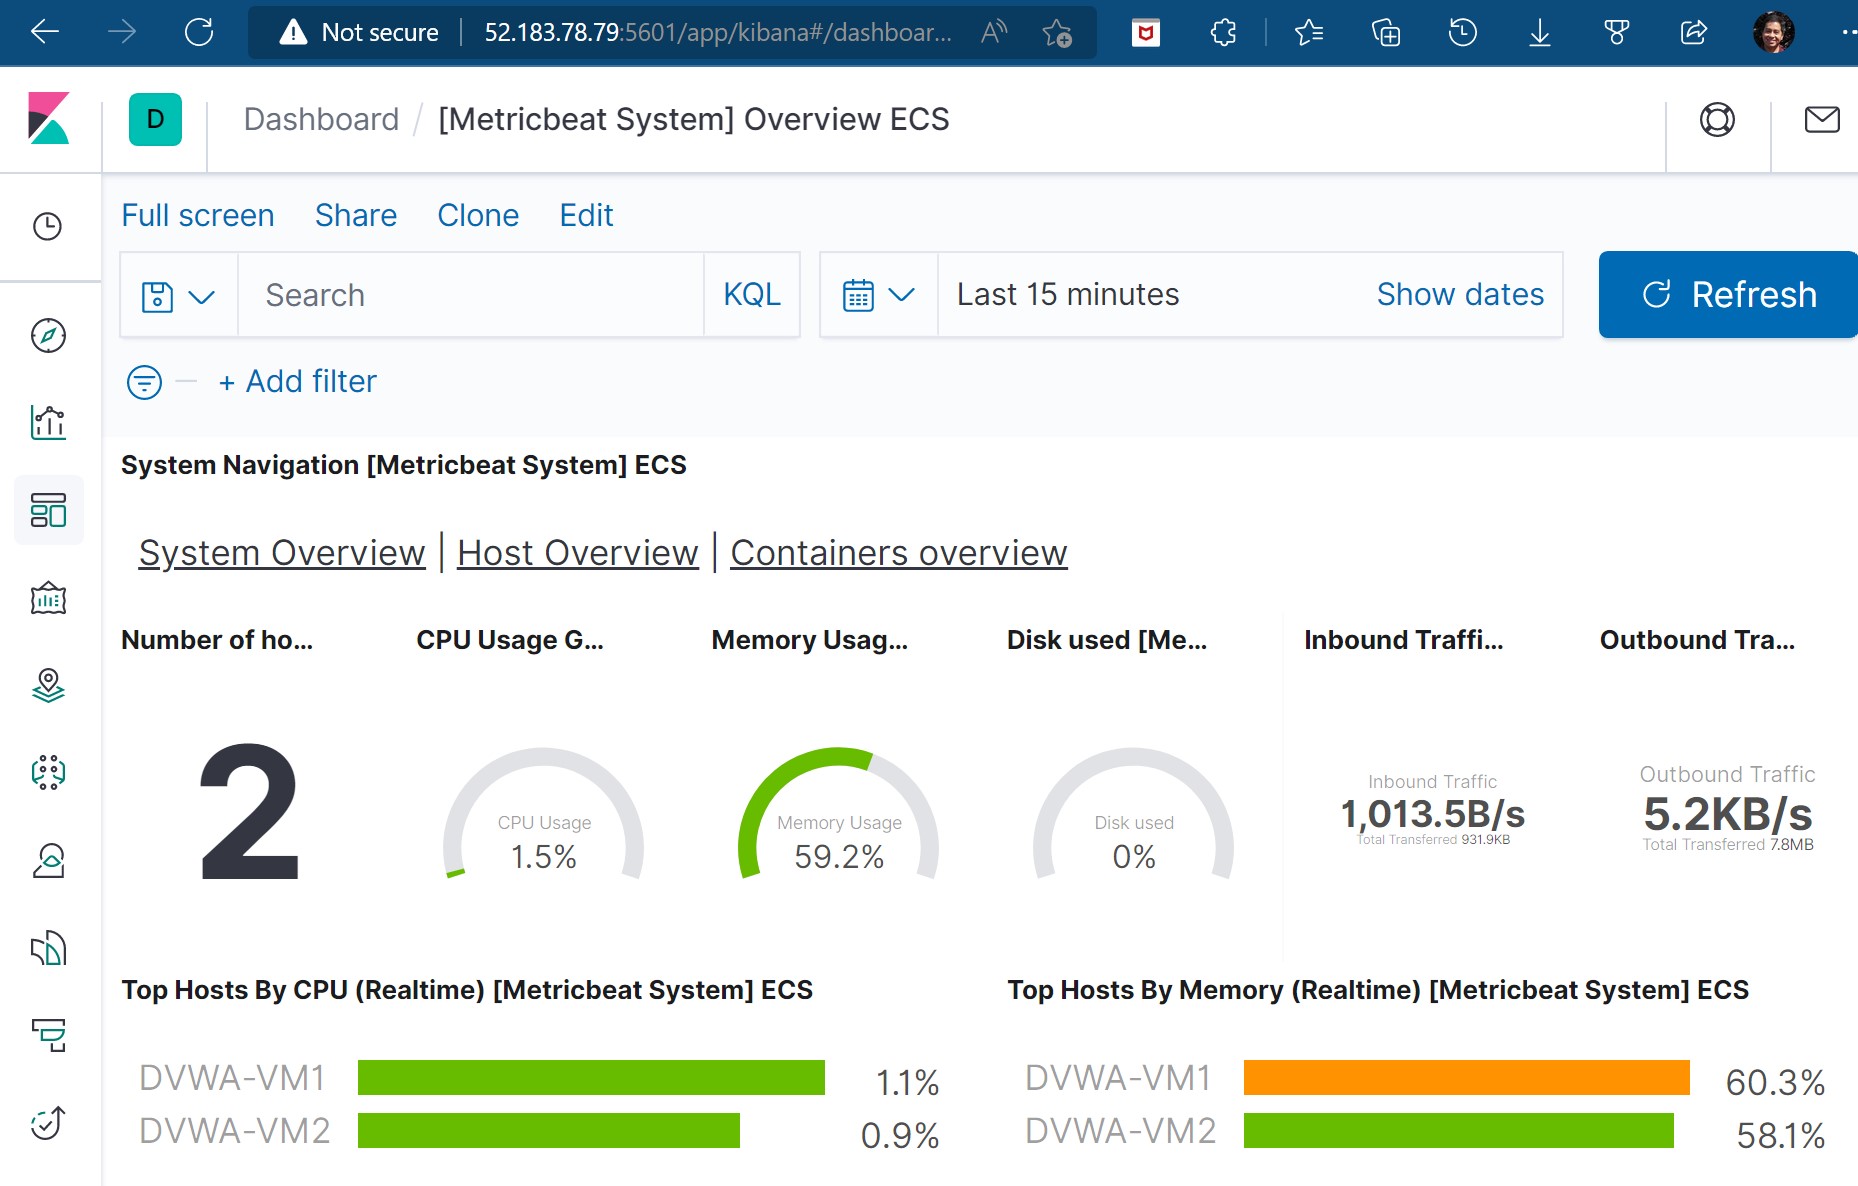 Not secure | 52.183.78.79:5601/app/kibana#/dashboar...
D Dashboard / [Metricbeat System] Overview ECS
Full screen Share Clone Edit
Search KQL Last 15 minutes Show dates Refresh
+ Add filter
System Navigation [Metricbeat System] ECS
System Overview | Host Overview | Containers overview
Number of ho... CPU Usage G... Memory Usag... Disk used [Me... Inbound Traffi... Outbound Tra...
2
CPU Usage
1.5%
Memory Usage
59.2%
Disk used
0%
Inbound Traffic
1,013.5B/s
Total Transferred 931.9KB
Outbound Traffic
5.2KB/s
Total Transferred 7.8MB
Top Hosts By CPU (Realtime) [Metricbeat System] ECS
DVWA-VM1 1.1%
DVWA-VM2 0.9%
Top Hosts By Memory (Realtime) [Metricbeat System] ECS
DVWA-VM1 60.3%
DVWA-VM2 58.1%